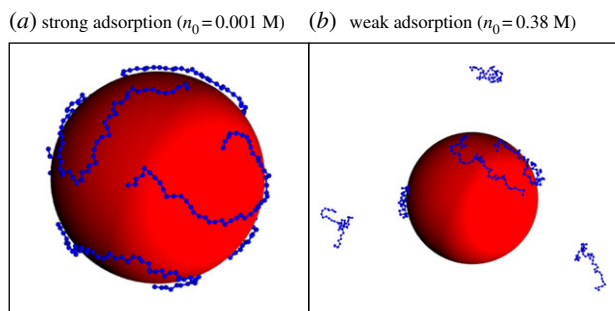 (a) strong adsorption (n₀ = 0.001 M)
(b) weak adsorption (n₀ = 0.38 M)